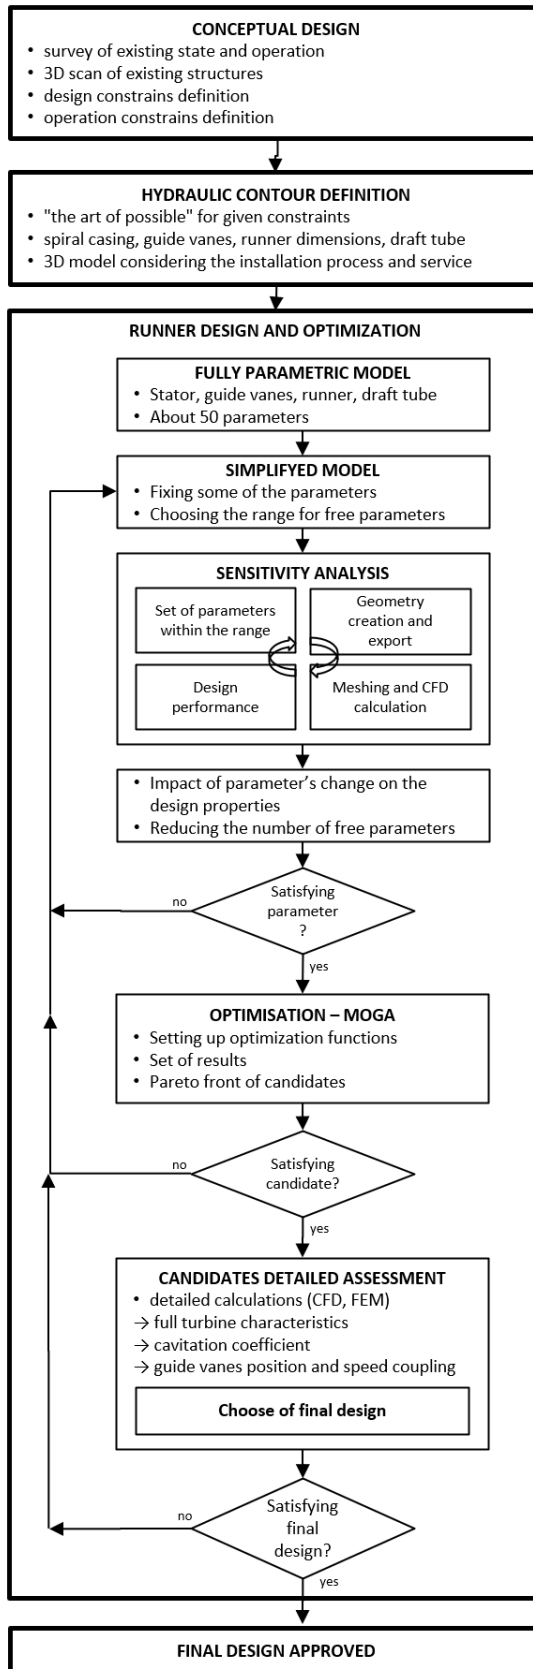 CONCEPTUAL DESIGN
• survey of existing state and operation
• 3D scan of existing structures
• design constrains definition
• operation constrains definition
HYDRAULIC CONTOUR DEFINITION
• "the art of possible" for given constraints
• spiral casing, guide vanes, runner dimensions, draft tube
• 3D model considering the installation process and service
RUNNER DESIGN AND OPTIMIZATION
FULLY PARAMETRIC MODEL
• Stator, guide vanes, runner, draft tube
• About 50 parameters
SIMPLIFYED MODEL
• Fixing some of the parameters
• Choosing the range for free parameters
SENSITIVITY ANALYSIS
Set of parameters
within the range
Geometry
creation and
export
Design
performance
Meshing and CFD
calculation
• Impact of parameter's change on the
design properties
• Reducing the number of free parameters
Satisfying
parameter
?
no
yes
OPTIMISATION – MOGA
• Setting up optimization functions
• Set of results
• Pareto front of candidates
Satisfying
candidate?
no
yes
CANDIDATES DETAILED ASSESSMENT
• detailed calculations (CFD, FEM)
→ full turbine characteristics
→ cavitation coefficient
→ guide vanes position and speed coupling
Choose of final design
Satisfying
final
design?
no
yes
FINAL DESIGN APPROVED